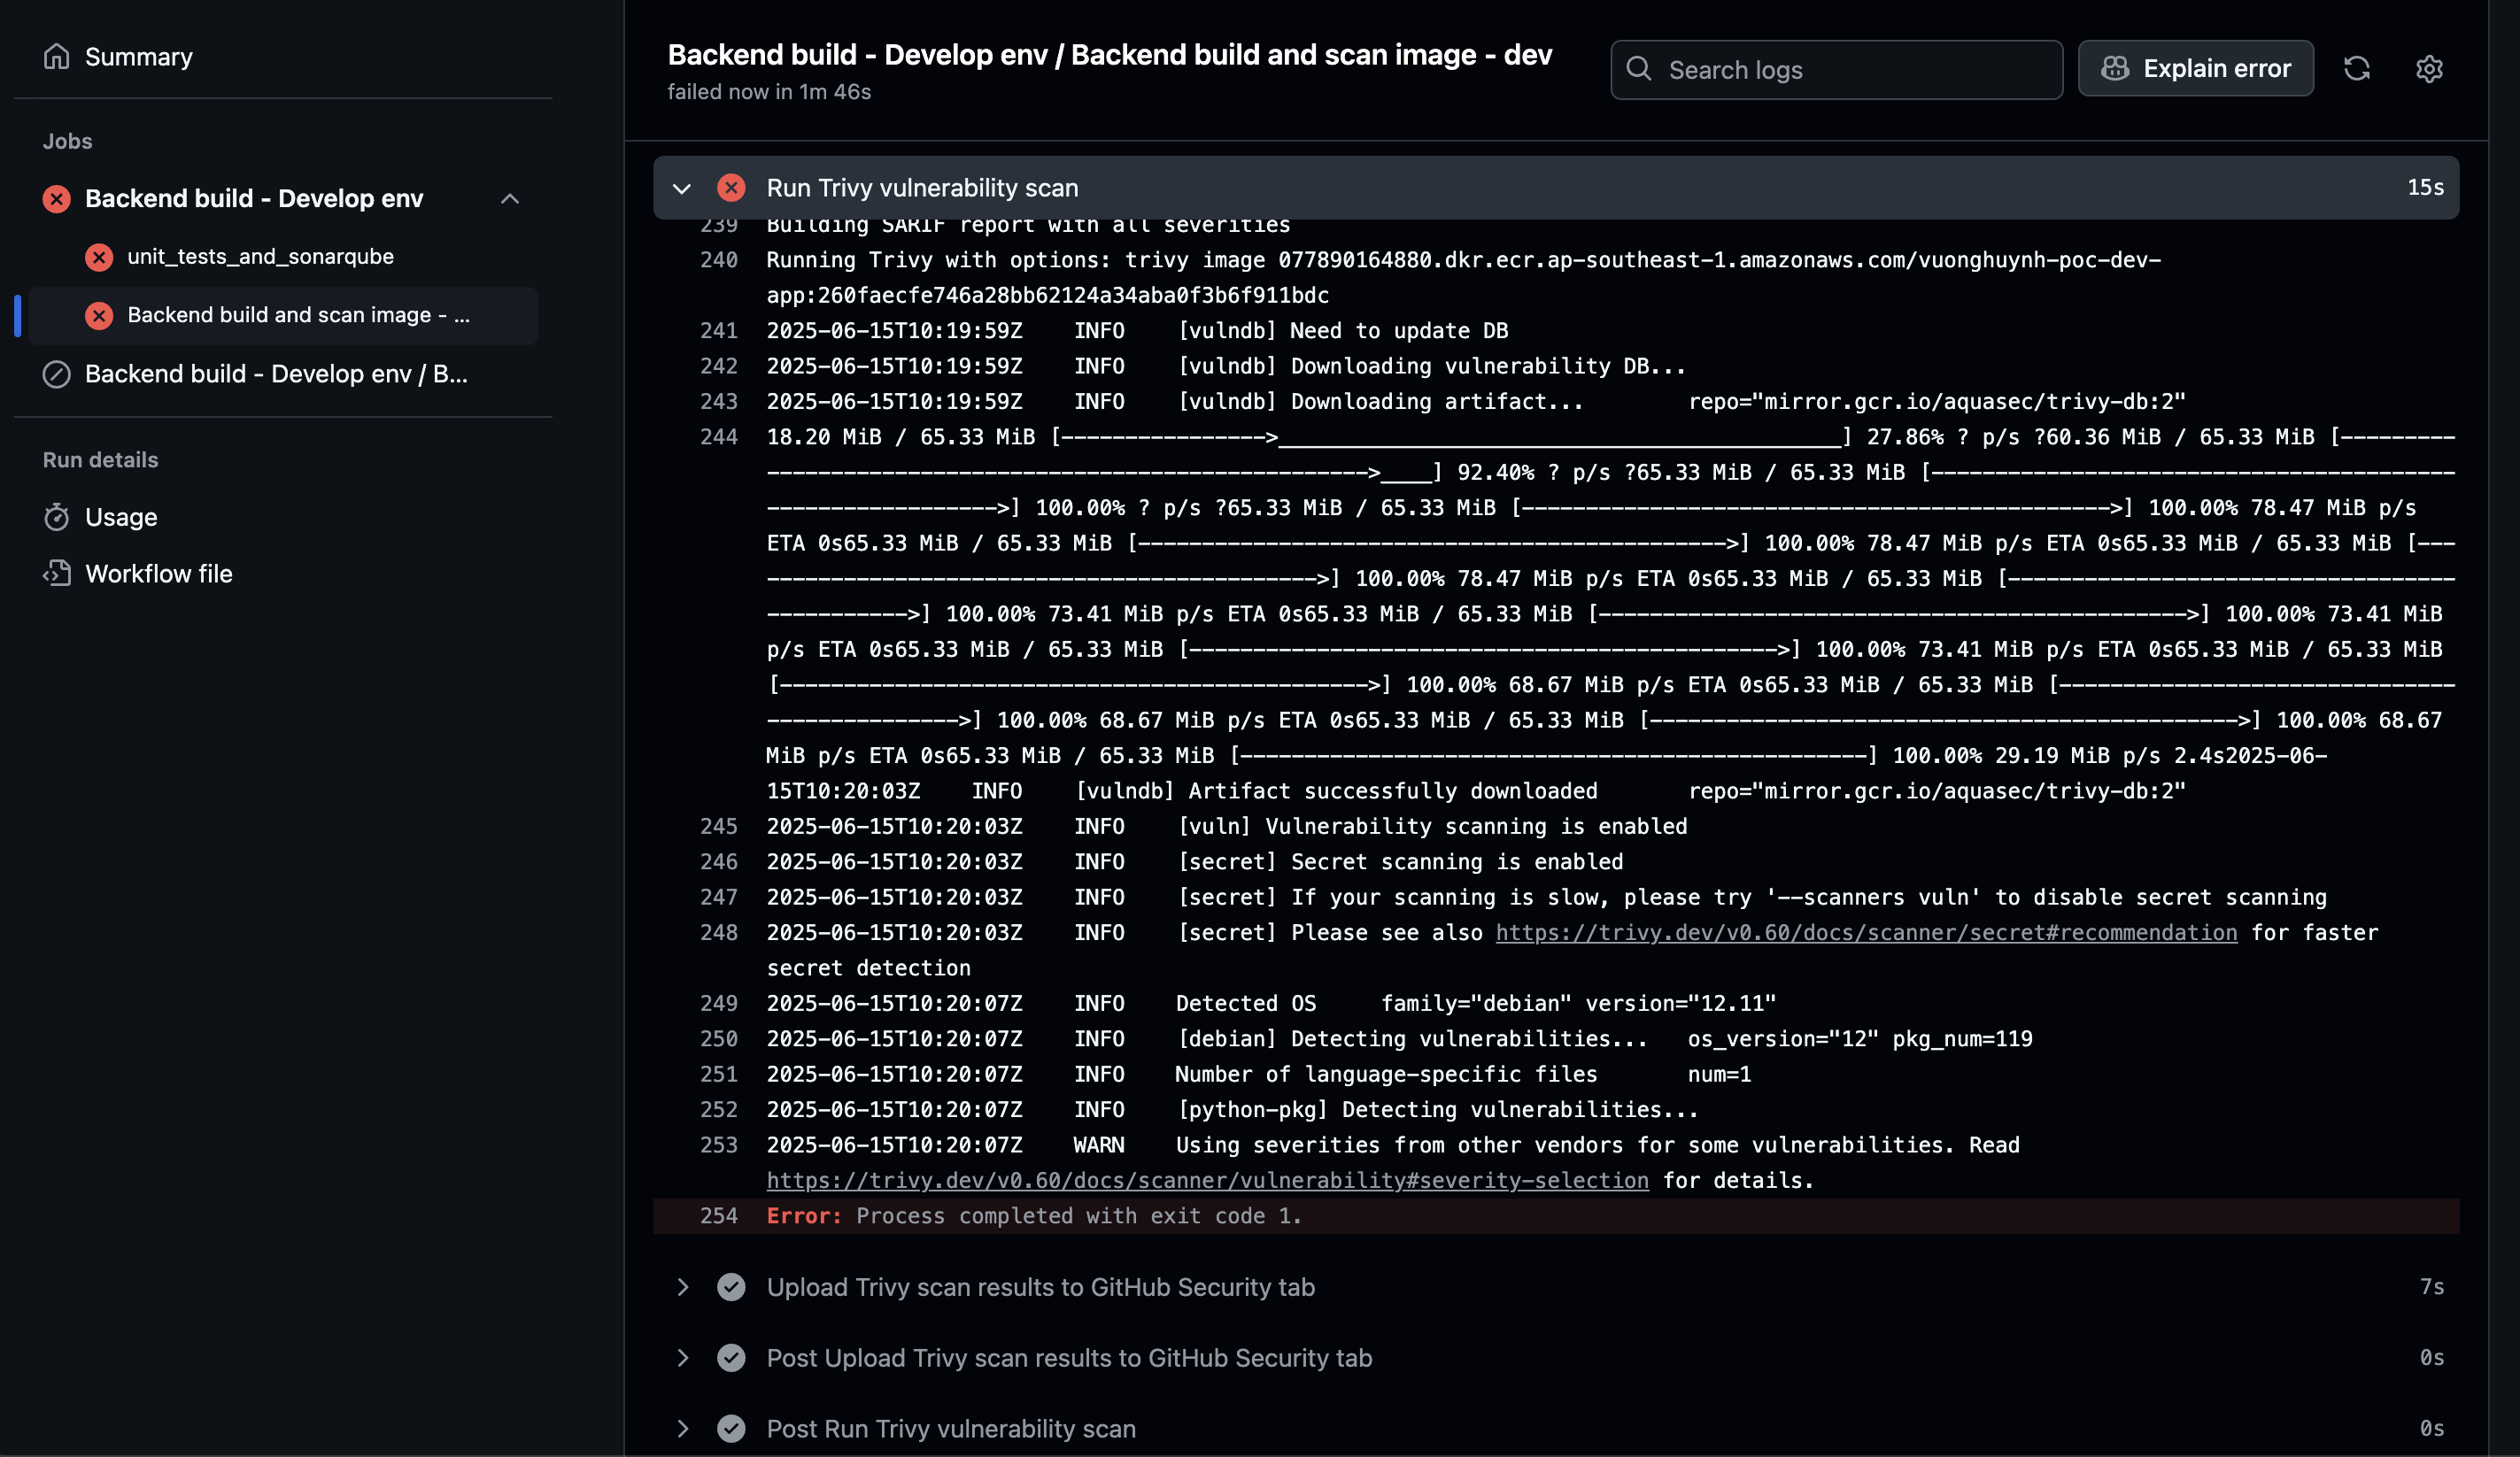 Summary
Jobs
Backend build - Develop env
unit_tests_and_sonarqube
Backend build and scan image - ...
Backend build - Develop env / B...
Run details
Usage
Workflow file
Backend build - Develop env / Backend build and scan image - dev
failed now in 1m 46s
Search logs
Explain error
Run Trivy vulnerability scan
15s
239 Building SARIF report with all severities
240 Running Trivy with options: trivy image 077890164880.dkr.ecr.ap-southeast-1.amazonaws.com/vuonghuynh-poc-dev-
app:260faecfe746a28bb62124a34aba0f3b6f911bdc
241 2025-06-15T10:19:59Z INFO [vulndb] Need to update DB
242 2025-06-15T10:19:59Z INFO [vulndb] Downloading vulnerability DB...
243 2025-06-15T10:19:59Z INFO [vulndb] Downloading artifact... repo="mirror.gcr.io/aquasec/trivy-db:2"
244 18.20 MiB / 65.33 MiB [---------------->____________________________________________] 27.86% ? p/s ?60.36 MiB / 65.33 MiB [---------
----------------------------------------------->____] 92.40% ? p/s ?65.33 MiB / 65.33 MiB [-----------------------------------------
------------------>] 100.00% ? p/s ?65.33 MiB / 65.33 MiB [---------------------------------------------->] 100.00% 78.47 MiB p/s
ETA 0s65.33 MiB / 65.33 MiB [---------------------------------------------->] 100.00% 78.47 MiB p/s ETA 0s65.33 MiB / 65.33 MiB [---
------------------------------------------->] 100.00% 78.47 MiB p/s ETA 0s65.33 MiB / 65.33 MiB [-----------------------------------
----------->] 100.00% 73.41 MiB p/s ETA 0s65.33 MiB / 65.33 MiB [---------------------------------------------->] 100.00% 73.41 MiB
p/s ETA 0s65.33 MiB / 65.33 MiB [---------------------------------------------->] 100.00% 73.41 MiB p/s ETA 0s65.33 MiB / 65.33 MiB
[---------------------------------------------->] 100.00% 68.67 MiB p/s ETA 0s65.33 MiB / 65.33 MiB [-------------------------------
--------------->] 100.00% 68.67 MiB p/s ETA 0s65.33 MiB / 65.33 MiB [---------------------------------------------->] 100.00% 68.67
MiB p/s ETA 0s65.33 MiB / 65.33 MiB [-------------------------------------------------] 100.00% 29.19 MiB p/s 2.4s2025-06-
15T10:20:03Z INFO [vulndb] Artifact successfully downloaded repo="mirror.gcr.io/aquasec/trivy-db:2"
245 2025-06-15T10:20:03Z INFO [vuln] Vulnerability scanning is enabled
246 2025-06-15T10:20:03Z INFO [secret] Secret scanning is enabled
247 2025-06-15T10:20:03Z INFO [secret] If your scanning is slow, please try '--scanners vuln' to disable secret scanning
248 2025-06-15T10:20:03Z INFO [secret] Please see also https://trivy.dev/v0.60/docs/scanner/secret#recommendation for faster
secret detection
249 2025-06-15T10:20:07Z INFO Detected OS family="debian" version="12.11"
250 2025-06-15T10:20:07Z INFO [debian] Detecting vulnerabilities... os_version="12" pkg_num=119
251 2025-06-15T10:20:07Z INFO Number of language-specific files num=1
252 2025-06-15T10:20:07Z INFO [python-pkg] Detecting vulnerabilities...
253 2025-06-15T10:20:07Z WARN Using severities from other vendors for some vulnerabilities. Read
https://trivy.dev/v0.60/docs/scanner/vulnerability#severity-selection for details.
254 Error: Process completed with exit code 1.
Upload Trivy scan results to GitHub Security tab
7s
Post Upload Trivy scan results to GitHub Security tab
0s
Post Run Trivy vulnerability scan
0s